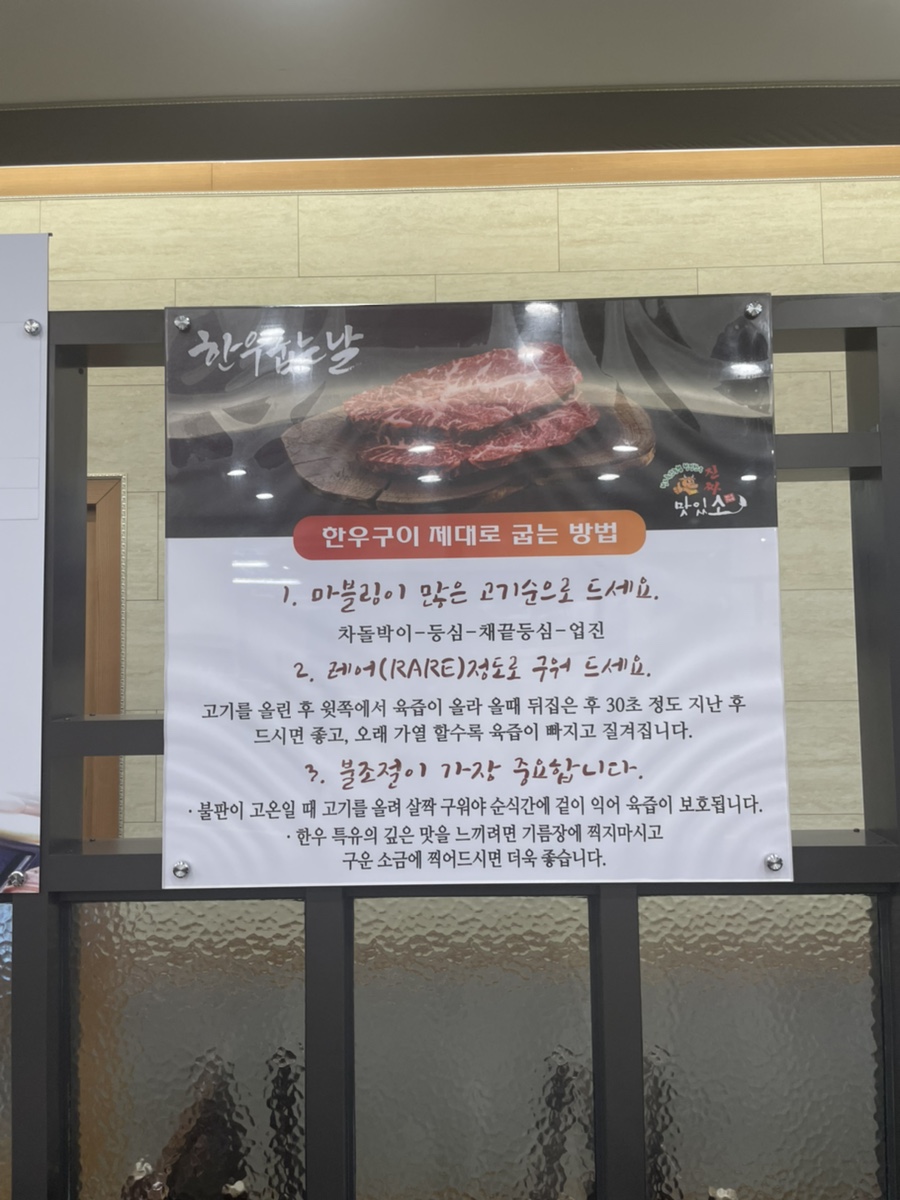 한우굽는날
맛있소
한우구이 제대로 굽는 방법
1. 마블링이 많은 고기순으로 드세요.
차돌박이-등심-채끝등심-업진
2. 레어(RARE)정도로 구워 드세요.
고기를 올린 후 윗쪽에서 육즙이 올라 올때 뒤집은 후 30초 정도 지난 후
드시면 좋고, 오래 가열 할수록 육즙이 빠지고 질겨집니다.
3. 불조절이 가장 중요합니다.
· 불판이 고온일 때 고기를 올려 살짝 구워야 순식간에 겉이 익어 육즙이 보호됩니다.
· 한우 특유의 깊은 맛을 느끼려면 기름장에 찍지마시고
구운 소금에 찍어드시면 더욱 좋습니다.